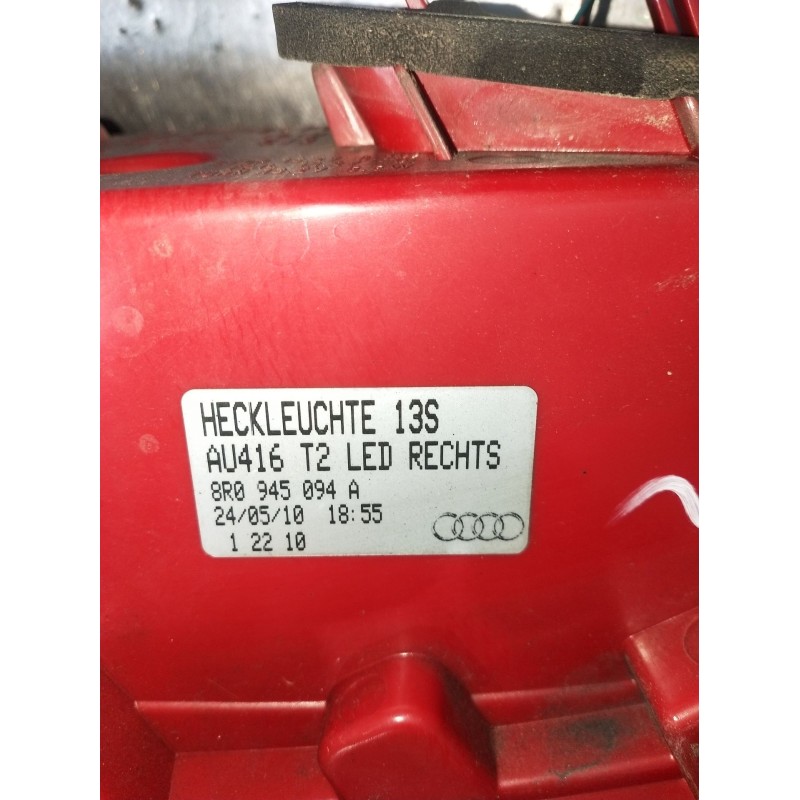 HECKLEUCHTE 13S
AU416 T2 LED RECHTS
8R0 945 094 A
24/05/10 18:55
1 22 10